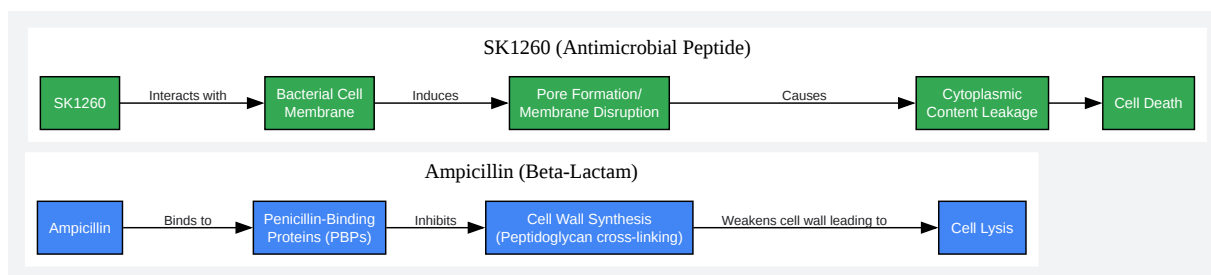 SK1260 (Antimicrobial Peptide)
SK1260
Interacts with
Bacterial Cell
Membrane
Induces
Pore Formation/
Membrane Disruption
Causes
Cytoplasmic
Content Leakage
Cell Death
Ampicillin (Beta-Lactam)
Ampicillin
Binds to
Penicillin-Binding
Proteins (PBPs)
Inhibits
Cell Wall Synthesis
(Peptidoglycan cross-linking)
Weakens cell wall leading to
Cell Lysis